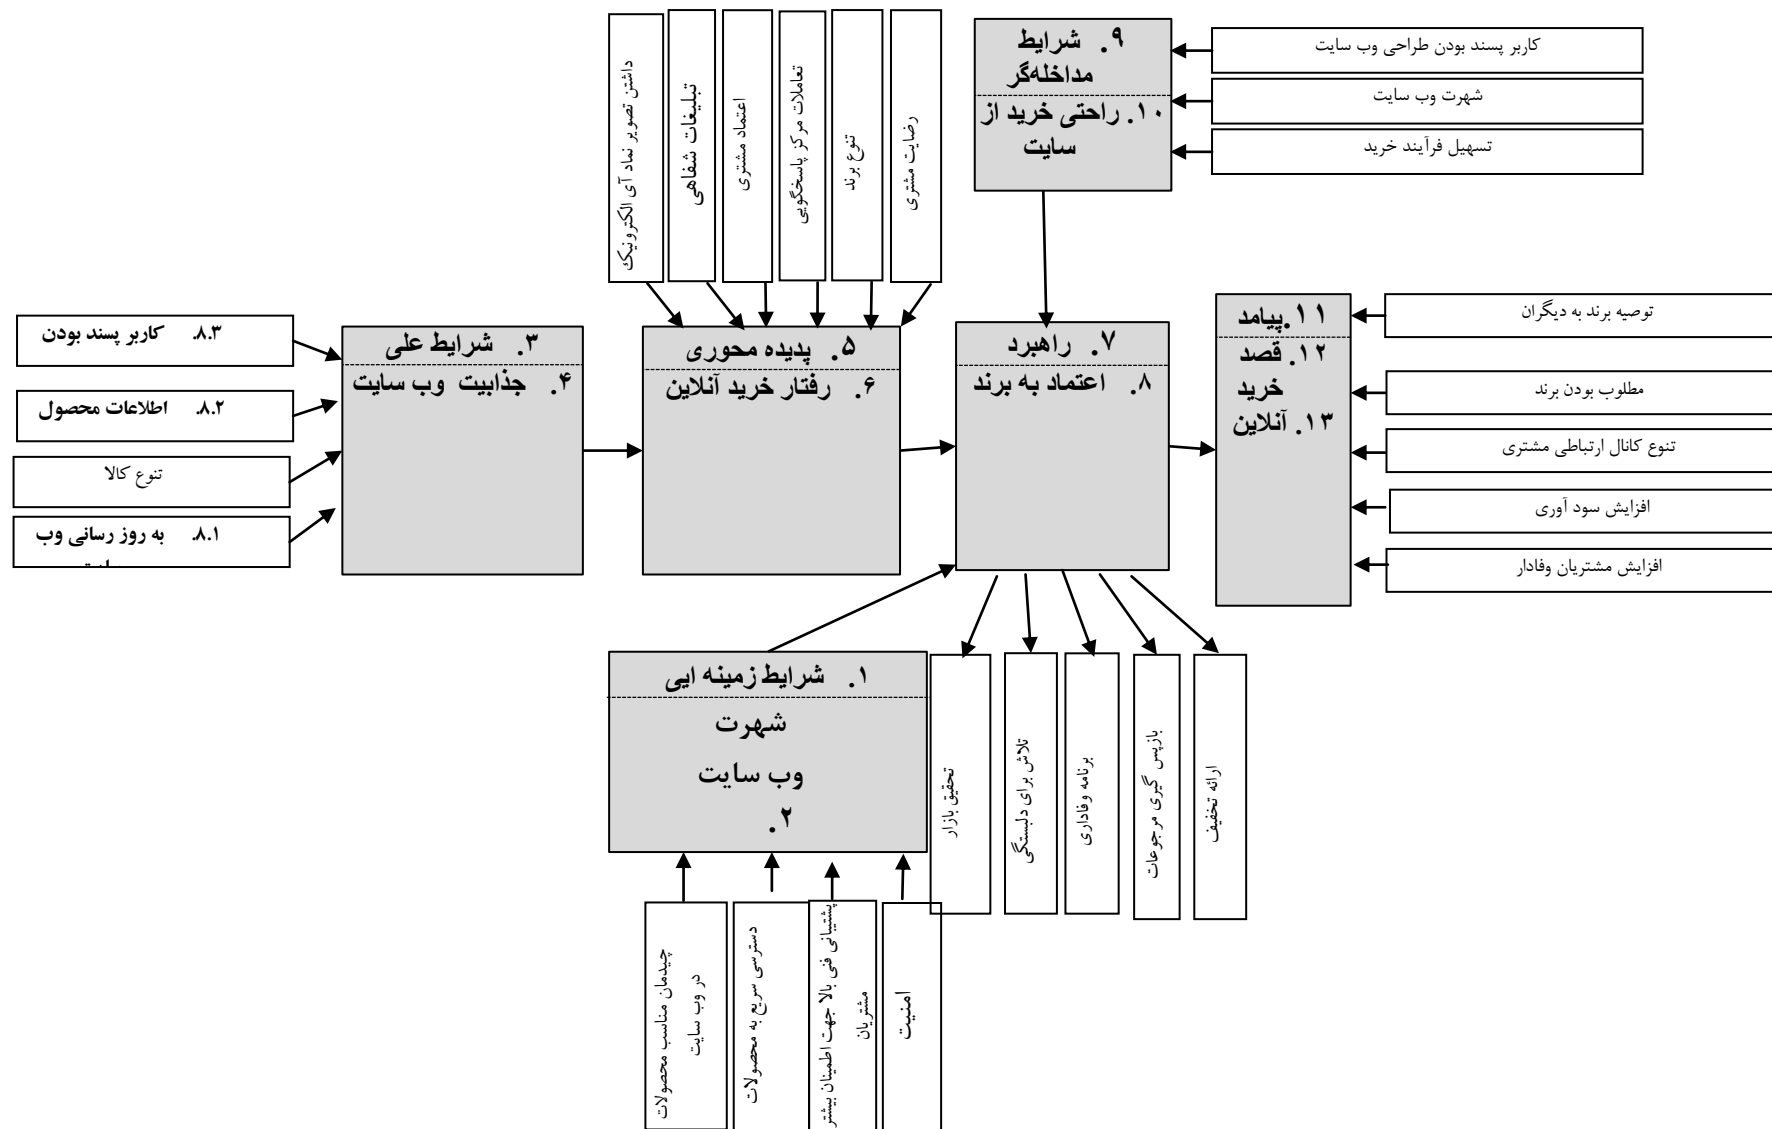 داشتن تصویر نماد آی الکترونیک
تبلیغات شفاهی
اعتماد مشتری
تعاملات مرکز پاسخگویی
تنوع برند
رضایت مشتری
۹. شرایط
مداخله‌گر
۱۰. راحتی خرید از
سایت
کاربر پسند بودن طراحی وب سایت
شهرت وب سایت
تسهیل فرآیند خرید
۸.۳. کاربر پسند بودن
۸.۲. اطلاعات محصول
تنوع کالا
۸.۱. به روز رسانی وب
۳. شرایط علی
۴. جذابیت وب سایت
۵. پدیده محوری
۶. رفتار خرید آنلاین
۷. راهبرد
۸. اعتماد به برند
۱۱. پیامد
۱۲. قصد
خرید
۱۳. آنلاین
توصیه برند به دیگران
مطلوب بودن برند
تنوع کانال ارتباطی مشتری
افزایش سود آوری
افزایش مشتریان وفادار
۱. شرایط زمینه ایی
شهرت
وب سایت
۲.
تحقیق بازار
تلاش برای دلبستگی
برنامه وفاداری
بازپس گیری مرجوعات
ارائه تخفیف
چیدمان مناسب محصولات
در وب سایت
دسترسی سریع به محصولات
پشتیبانی فنی بالا جهت اطمینان بیشتر
مشتریان
امنیت